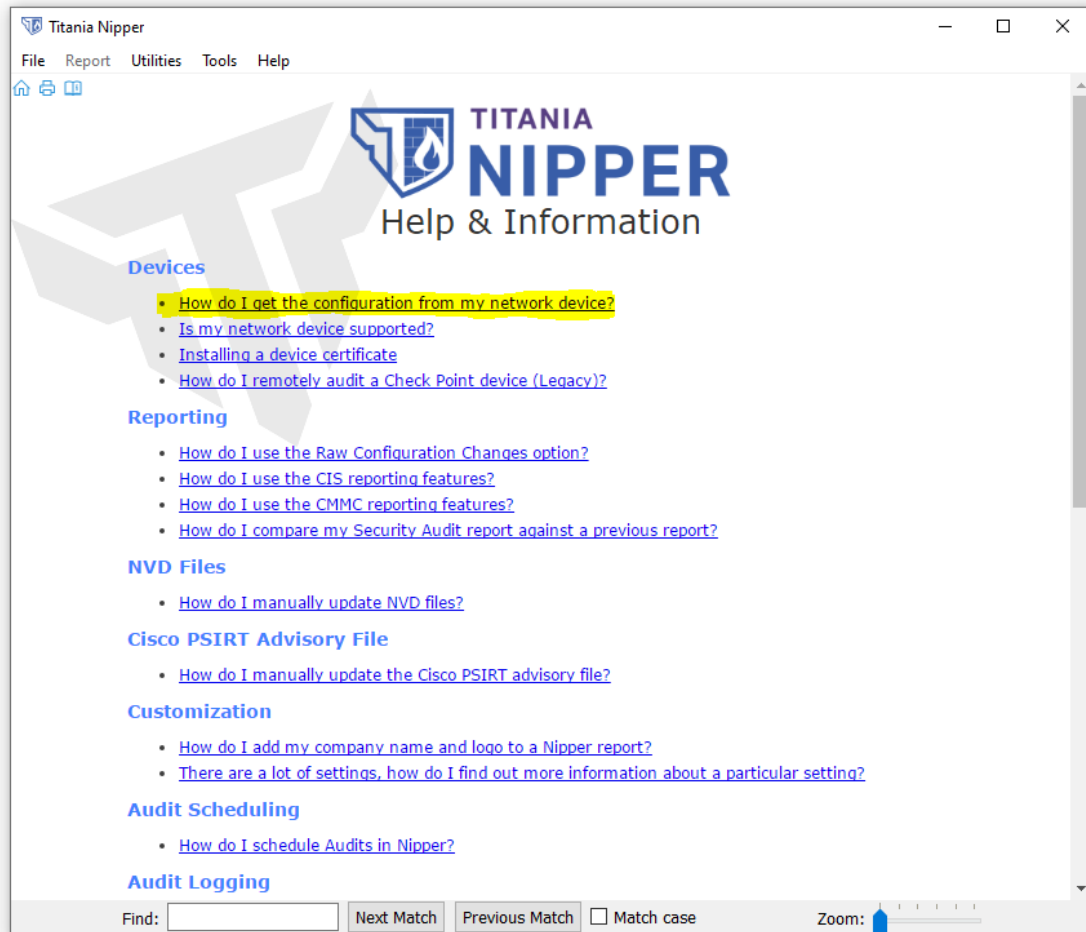 Titania Nipper
File Report Utilities Tools Help
TITANIA
NIPPER
Help & Information
Devices
• How do I get the configuration from my network device?
• Is my network device supported?
• Installing a device certificate
• How do I remotely audit a Check Point device (Legacy)?
Reporting
• How do I use the Raw Configuration Changes option?
• How do I use the CIS reporting features?
• How do I use the CMMC reporting features?
• How do I compare my Security Audit report against a previous report?
NVD Files
• How do I manually update NVD files?
Cisco PSIRT Advisory File
• How do I manually update the Cisco PSIRT advisory file?
Customization
• How do I add my company name and logo to a Nipper report?
• There are a lot of settings, how do I find out more information about a particular setting?
Audit Scheduling
• How do I schedule Audits in Nipper?
Audit Logging
Find: Next Match Previous Match Match case Zoom: